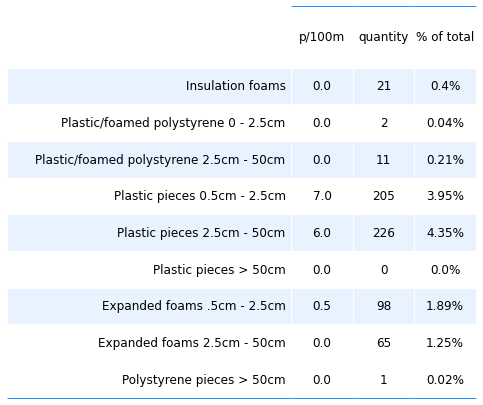 p/100m quantity % of total
Insulation foams 0.0 21 0.4%
Plastic/foamed polystyrene 0 - 2.5cm 0.0 2 0.04%
Plastic/foamed polystyrene 2.5cm - 50cm 0.0 11 0.21%
Plastic pieces 0.5cm - 2.5cm 7.0 205 3.95%
Plastic pieces 2.5cm - 50cm 6.0 226 4.35%
Plastic pieces > 50cm 0.0 0 0.0%
Expanded foams .5cm - 2.5cm 0.5 98 1.89%
Expanded foams 2.5cm - 50cm 0.0 65 1.25%
Polystyrene pieces > 50cm 0.0 1 0.02%